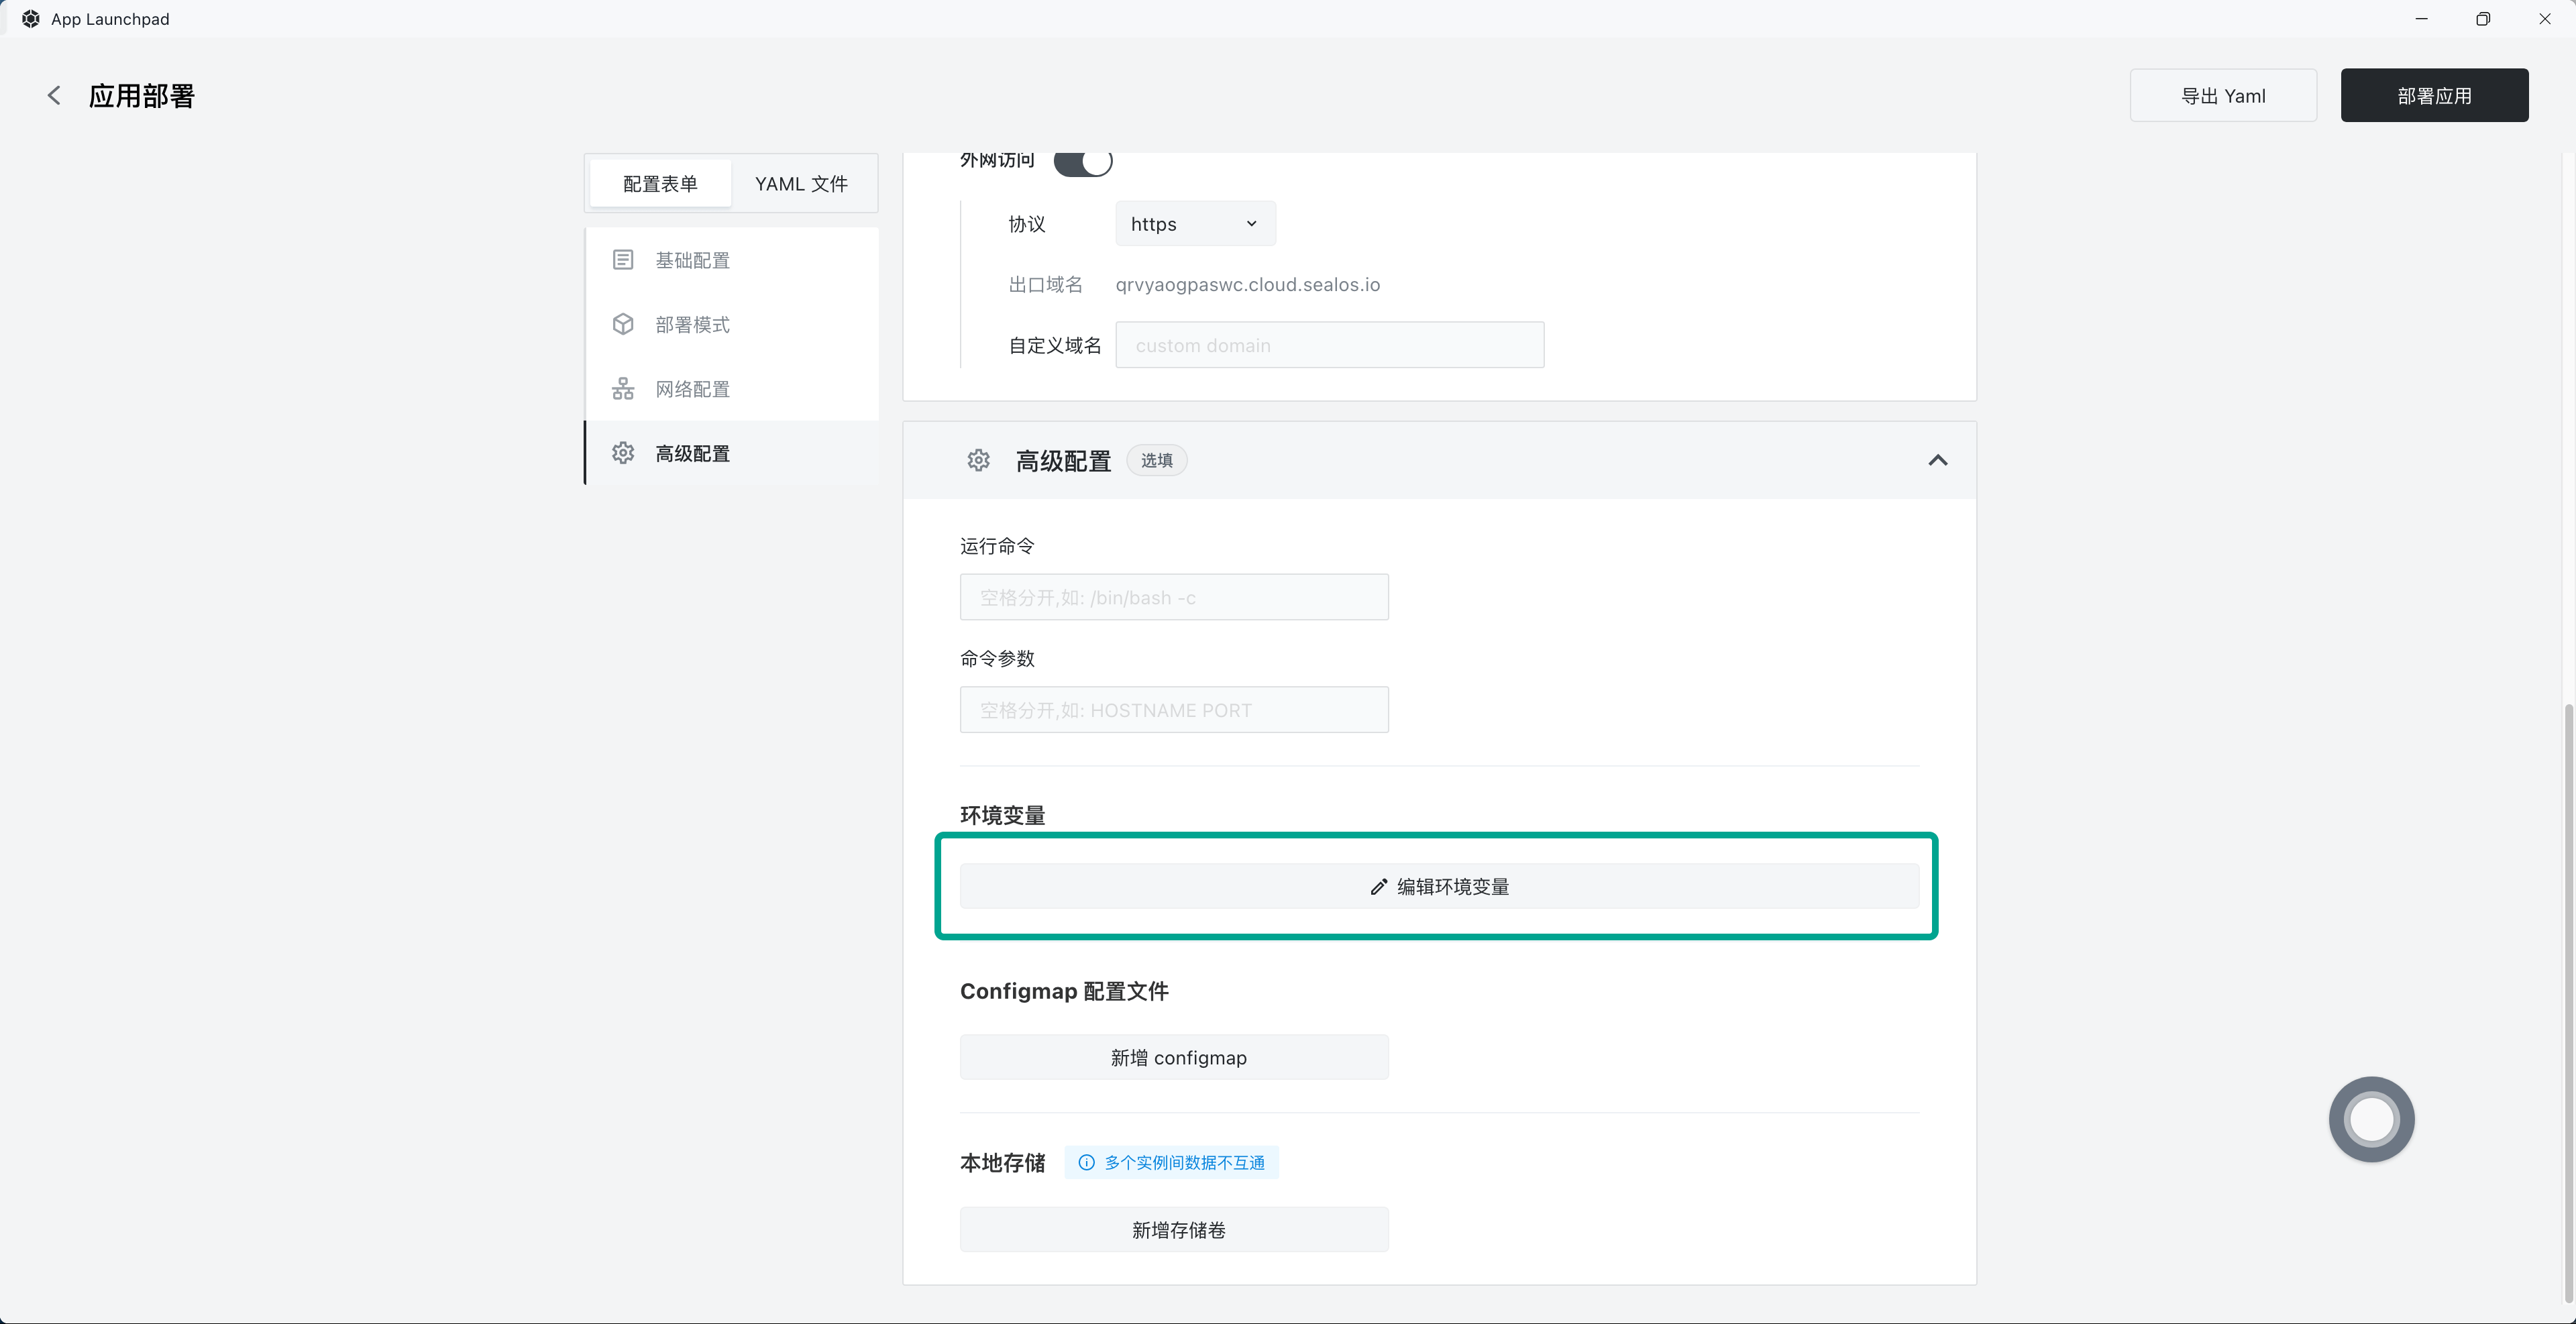 App Launchpad
应用部署
导出 Yaml
部署应用
配置表单
YAML 文件
基础配置
部署模式
网络配置
高级配置
外网访问
协议
https
出口域名
qrvyaogpaswc.cloud.sealos.io
自定义域名
custom domain
高级配置
选填
运行命令
空格分开,如: /bin/bash -c
命令参数
空格分开,如: HOSTNAME PORT
环境变量
编辑环境变量
Configmap 配置文件
新增 configmap
本地存储
多个实例间数据不互通
新增存储卷